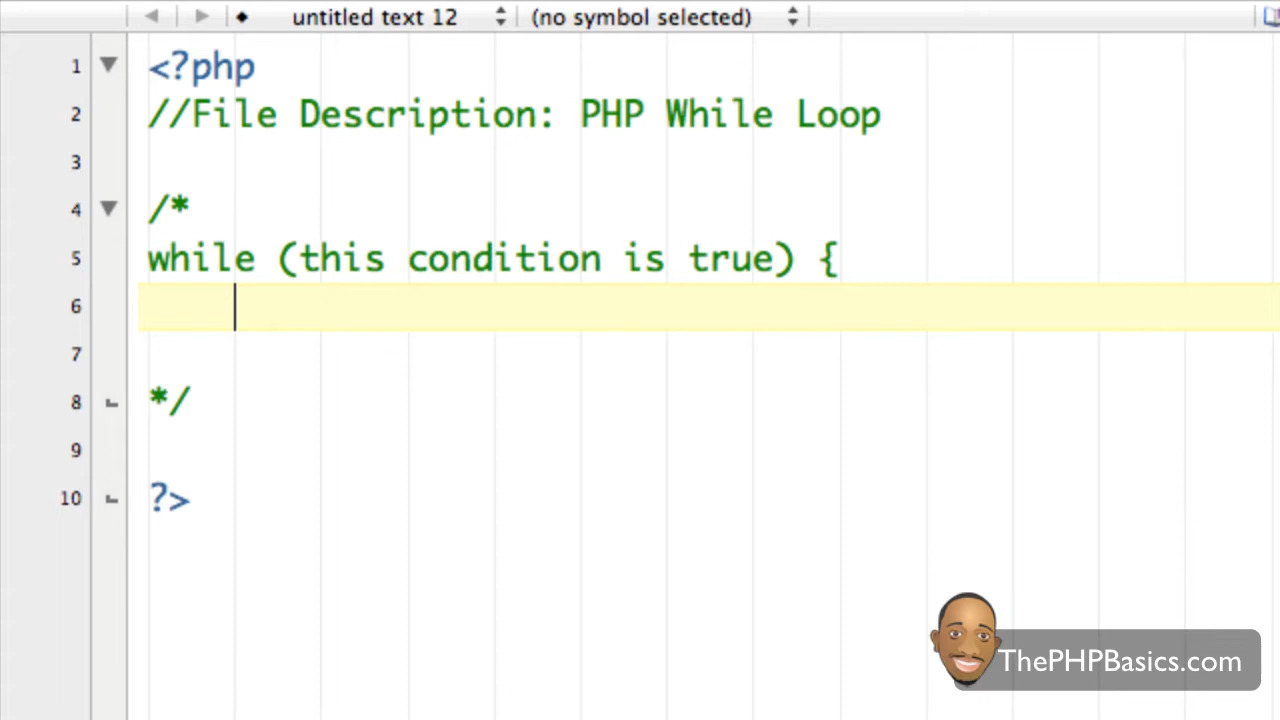 untitled text 12 (no symbol selected)
1 <?php
2 //File Description: PHP While Loop
3
4 /*
5 while (this condition is true) {
6
7
8 */
9
10 ?>
ThePHPBasics.com